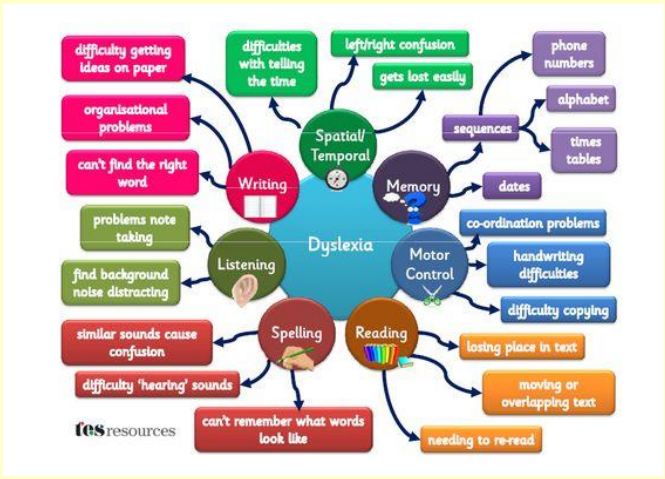 Dyslexia
Spatial/
Temporal
difficulties
with telling
the time
left/right confusion
gets lost easily
Memory
sequences
phone
numbers
alphabet
times
tables
dates
Motor
Control
co-ordination problems
handwriting
difficulties
difficulty copying
Reading
losing place in text
moving or
overlapping text
needing to re-read
Spelling
similar sounds cause
confusion
difficulty 'hearing' sounds
can't remember what words
look like
Listening
problems note
taking
find background
noise distracting
Writing
difficulty getting
ideas on paper
organisational
problems
can't find the right
word
tes resources